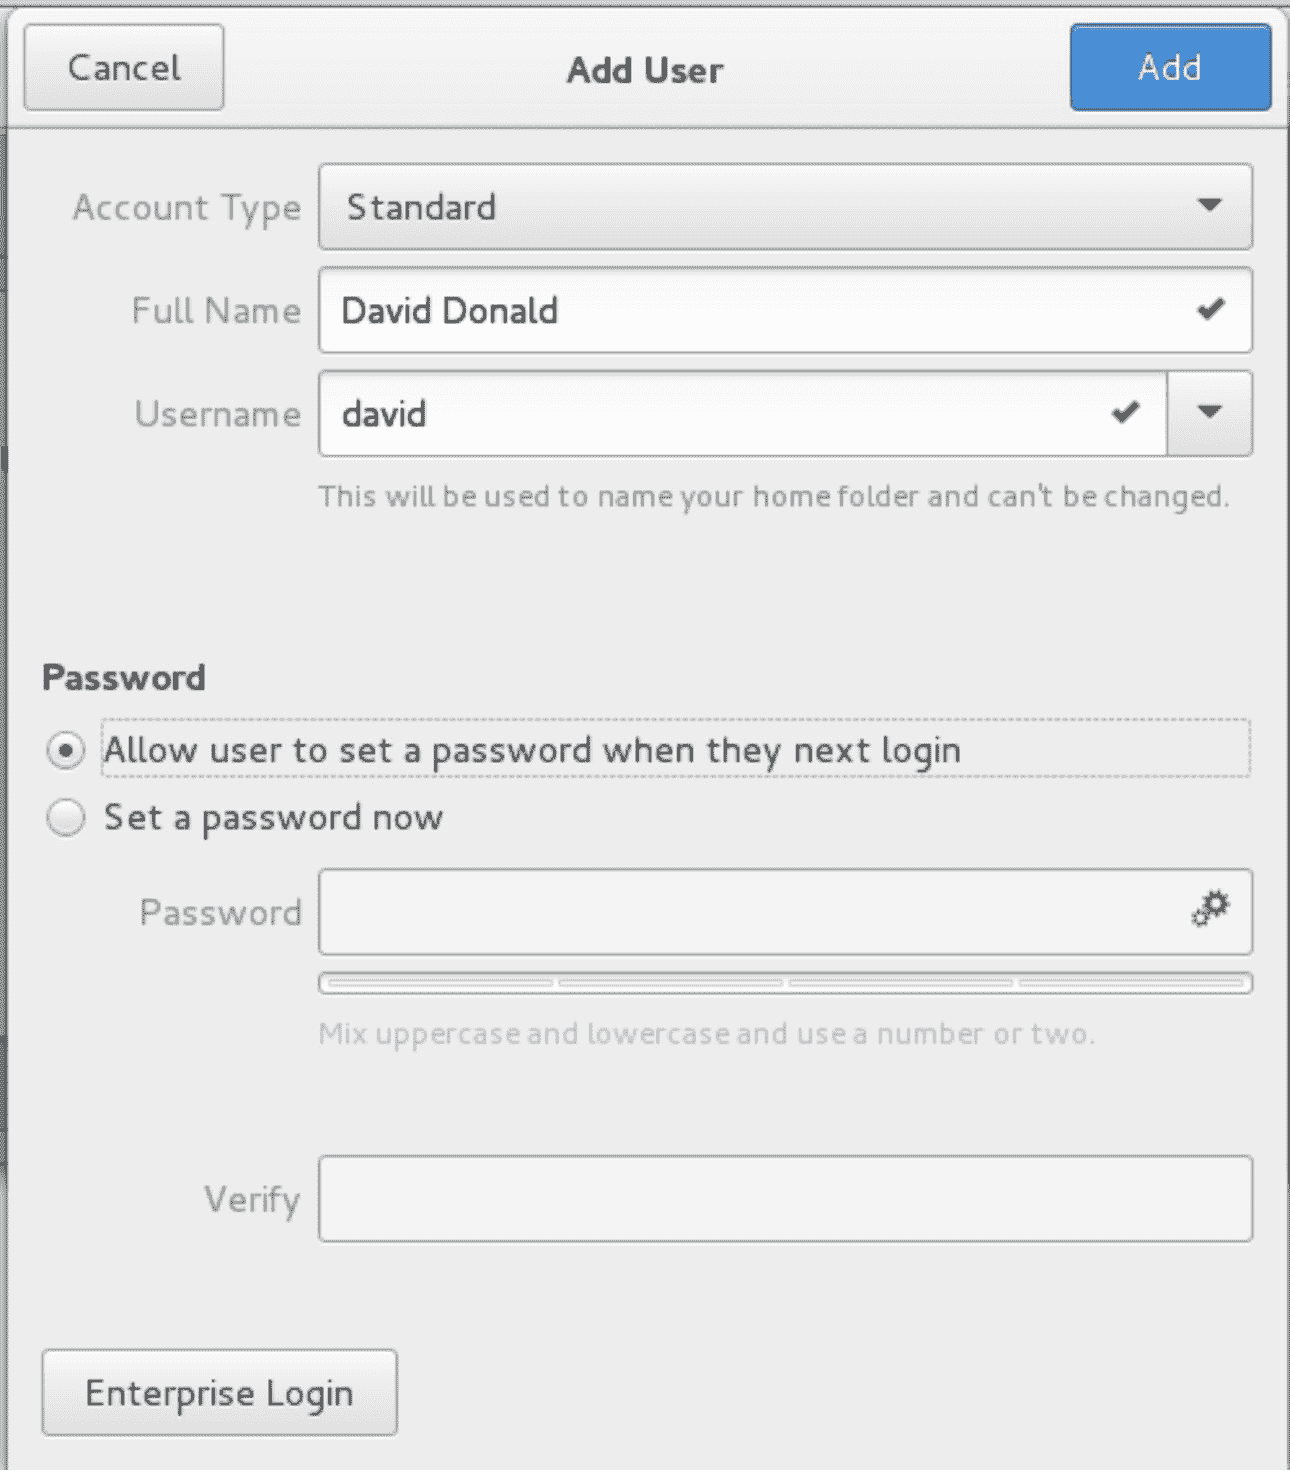 Cancel
Add User
Add
Account Type
Standard
Full Name
David Donald
Username
david
This will be used to name your home folder and can't be changed.
Password
Allow user to set a password when they next login
Set a password now
Password
Mix uppercase and lowercase and use a number or two.
Verify
Enterprise Login